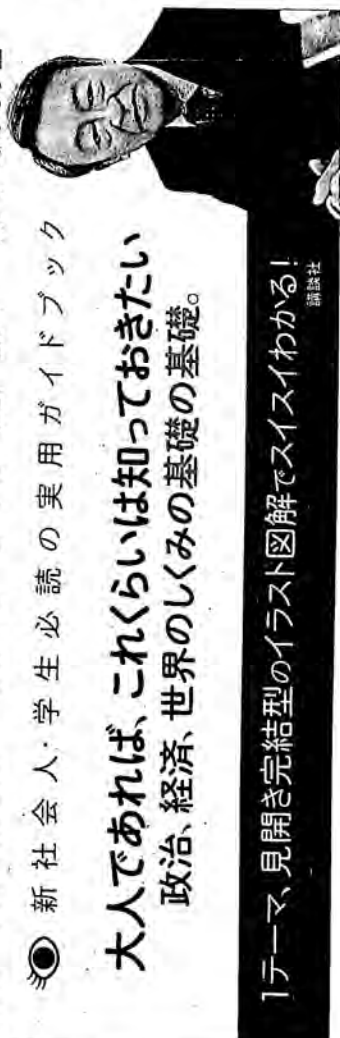 新社会人・学生必読の実用ガイドブック
大人であれば、これくらいは知っておきたい
政治、経済、世界のしくみの基礎の基礎。
1テーマ、見開き完結型のイラスト図解でスイスイわかる!
講談社